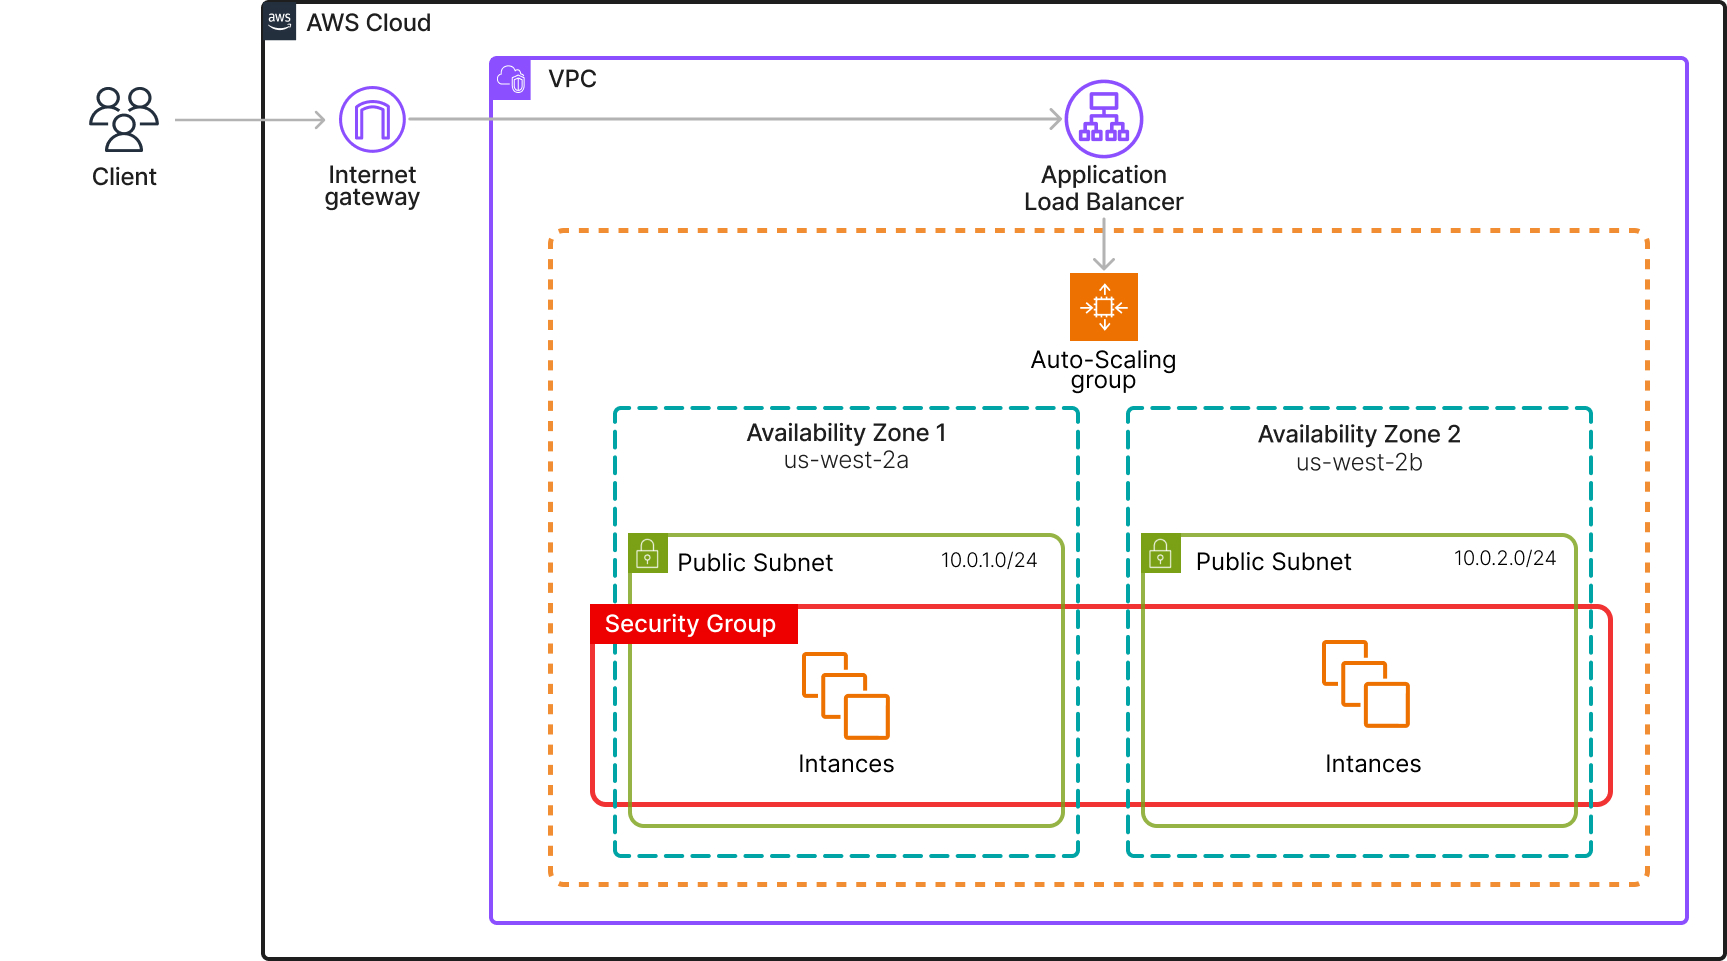 aws
AWS Cloud
VPC
Client
Internet
gateway
Application
Load Balancer
Auto-Scaling
group
Availability Zone 1
us-west-2a
Availability Zone 2
us-west-2b
Public Subnet
10.0.1.0/24
Public Subnet
10.0.2.0/24
Security Group
Intances
Intances